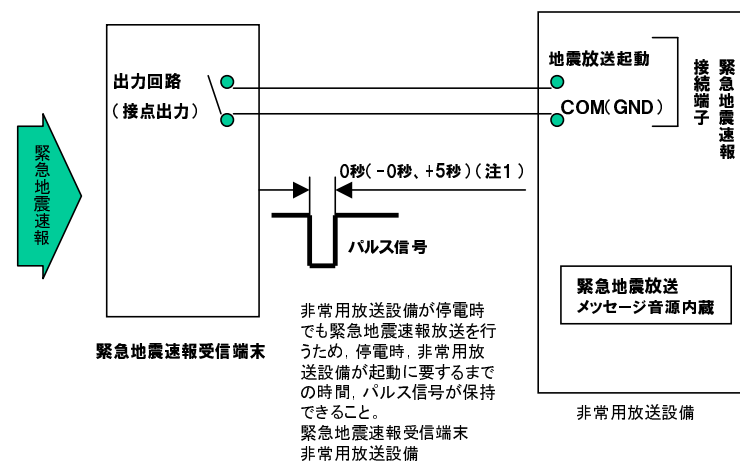 緊急地震速報
出力回路
（接点出力）
地震放送起動
COM(GND)
緊急地震速報
接続端子
0秒(-0秒、+5秒)(注1)
パルス信号
緊急地震放送
メッセージ音源内蔵
緊急地震速報受信端末
非常用放送設備が停電時
でも緊急地震速報放送を行
うため，停電時，非常用放
送設備が起動に要するまで
の時間，パルス信号が保持
できること。
緊急地震速報受信端末
非常用放送設備
非常用放送設備